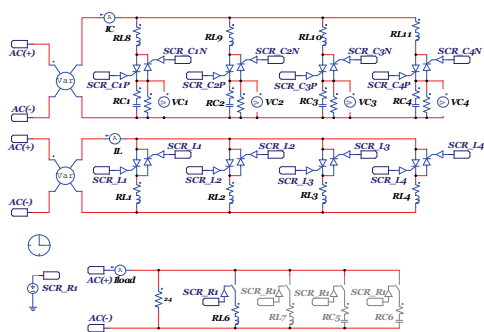 IC
RL8 RL9 RL10 RL11
AC(+) SCR_C1N SCR_C2N SCR_C3N SCR_C4N
Var
SCR_C1P SCR_C2P SCR_C3P SCR_C4P
RC1 VC1 RC2 VC2 RC3 VC3 RC4 VC4
AC(-)
AC(+) IL
SCR_L1 SCR_L2 SCR_L3 SCR_L4
Var
SCR_L1 SCR_L2 SCR_L3 SCR_L4
RL1 RL2 RL3 RL4
AC(-)
AC(+) Iload
SCR_R1
SCR_R1 SCR_R1 SCR_R1 SCR_R1
24
RL6 RL7 RC5 RC6
AC(-)